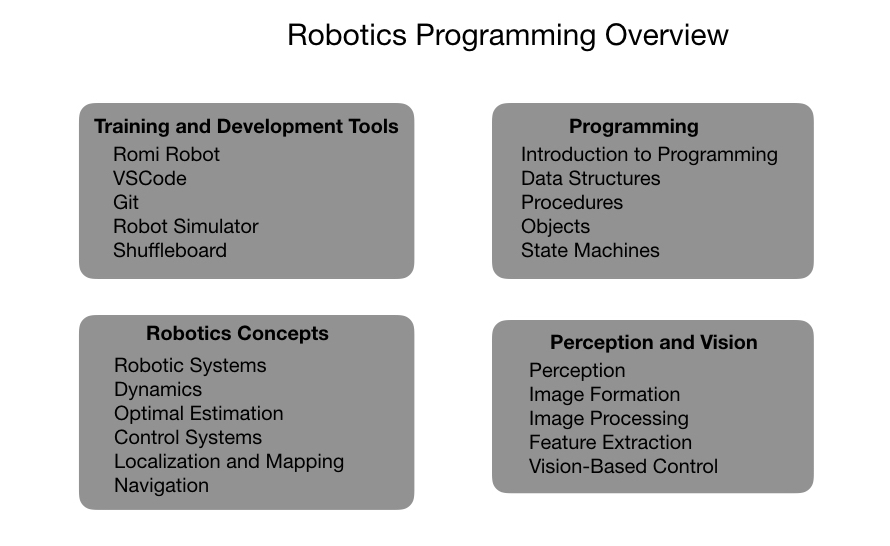 Robotics Programming Overview
Training and Development Tools
Romi Robot
VSCode
Git
Robot Simulator
Shuffleboard
Programming
Introduction to Programming
Data Structures
Procedures
Objects
State Machines
Robotics Concepts
Robotic Systems
Dynamics
Optimal Estimation
Control Systems
Localization and Mapping
Navigation
Perception and Vision
Perception
Image Formation
Image Processing
Feature Extraction
Vision-Based Control